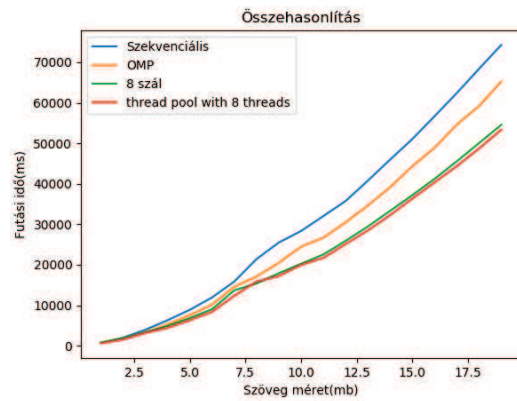 Összehasonlítás
Szekvenciális
OMP
8 szál
thread pool with 8 threads
Futási idő(ms)
70000
60000
50000
40000
30000
20000
10000
0
2.5 5.0 7.5 10.0 12.5 15.0 17.5
Szöveg méret(mb)